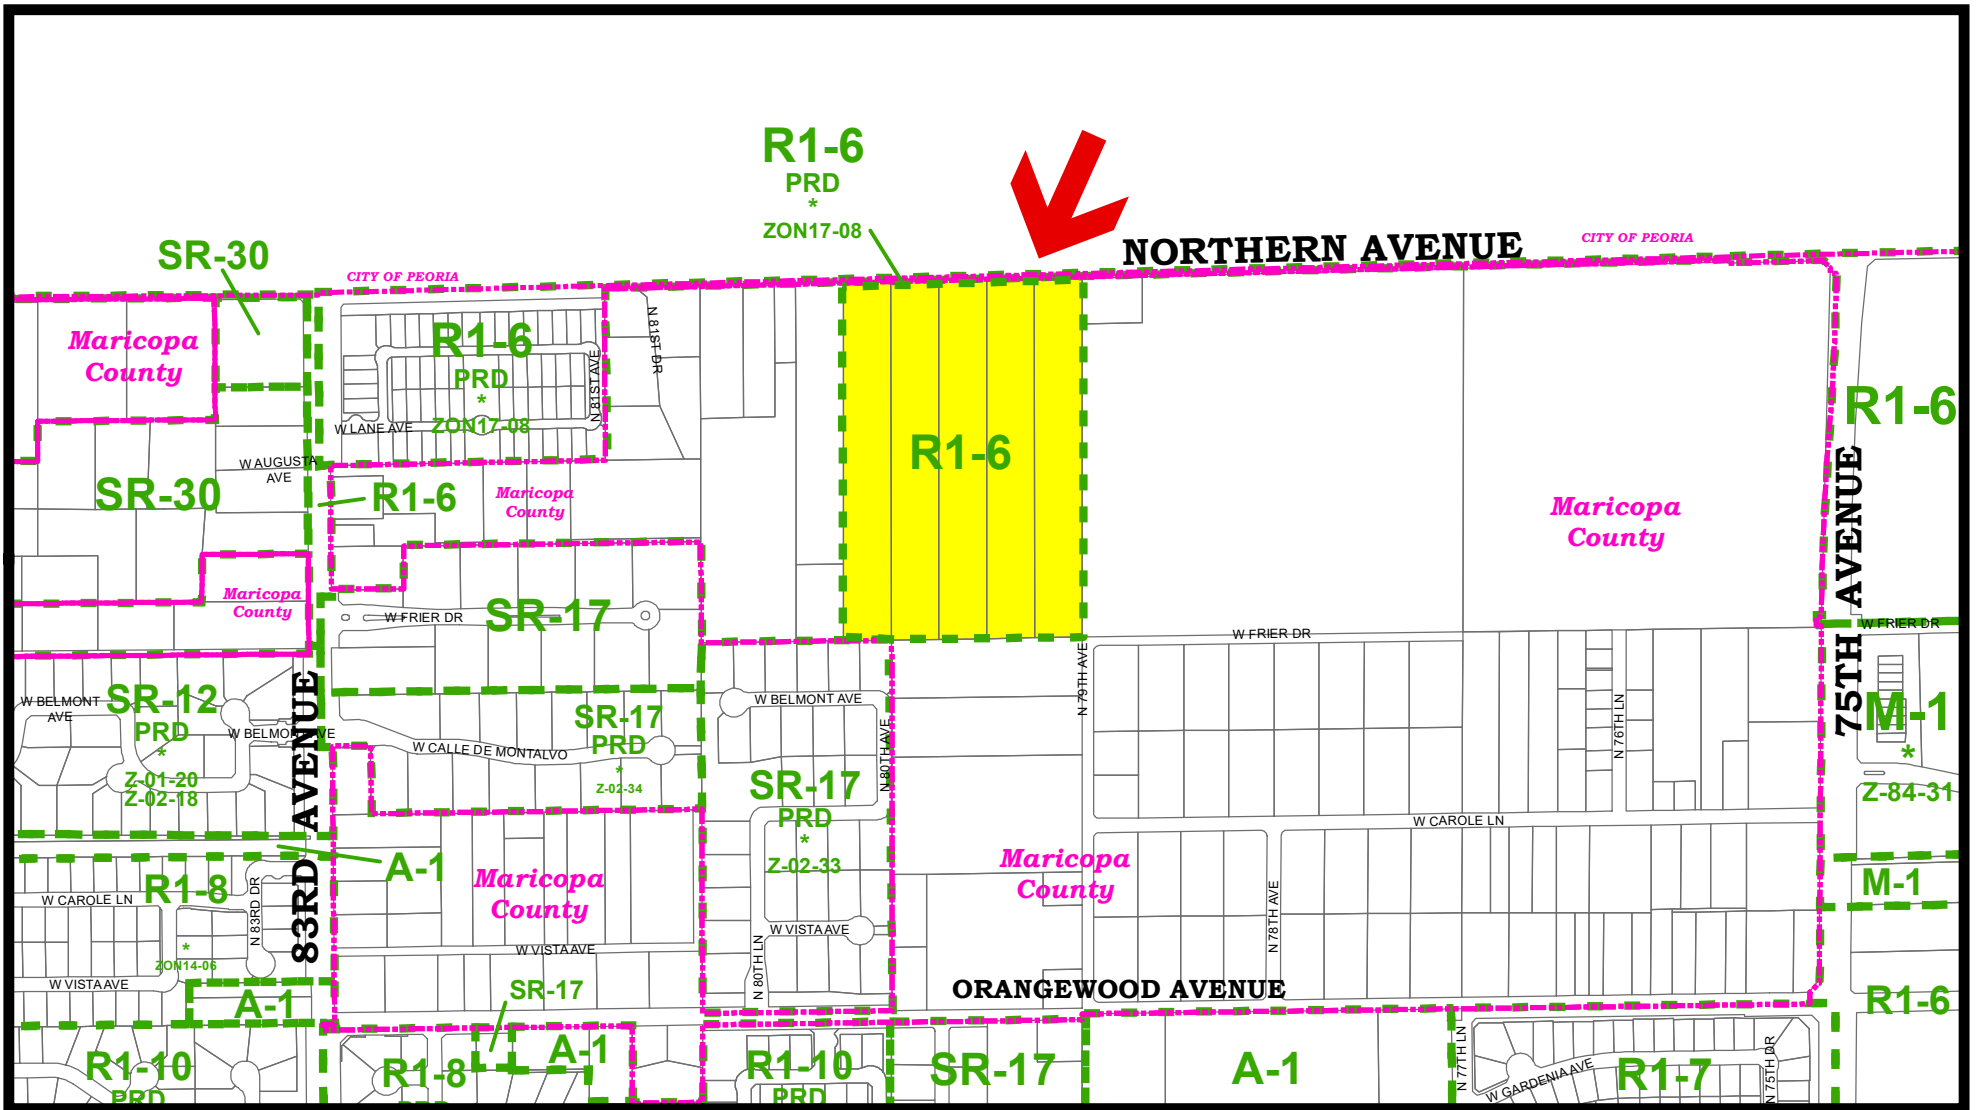 R1-6
PRD
*
ZON17-08
NORTHERN AVENUE
CITY OF PEORIA
SR-30
CITY OF PEORIA
Maricopa
County
R1-6
PRD
*
ZON17-08
N 81ST AVE
N 81ST DR
W LANE AVE
R1-6
R1-6
W AUGUSTA
AVE
SR-30
R1-6
Maricopa
County
Maricopa
County
75TH AVENUE
Maricopa
County
W FRIER DR
SR-17
W FRIER DR
W FRIER DR
N 79TH AVE
W BELMONT
AVE
SR-12
PRD
*
Z-01-20
Z-02-18
W BELMONT AVE
83RD AVENUE
SR-17
PRD
*
Z-02-34
W CALLE DE MONTALVO
W BELMONT AVE
N 80TH AVE
SR-17
PRD
*
Z-02-33
N 76TH LN
M-1
*
Z-84-31
W CAROLE LN
A-1
R1-8
W CAROLE LN
N 83RD DR
*
ZON14-06
Maricopa
County
Maricopa
County
M-1
N 78TH AVE
W VISTA AVE
W VISTA AVE
N 80TH LN
W VISTA AVE
A-1
SR-17
ORANGEWOOD AVENUE
R1-6
R1-10
PRD
R1-8
PRD
A-1
R1-10
PRD
SR-17
A-1
N 77TH LN
W GARDENIA AVE
R1-7
N 75TH DR